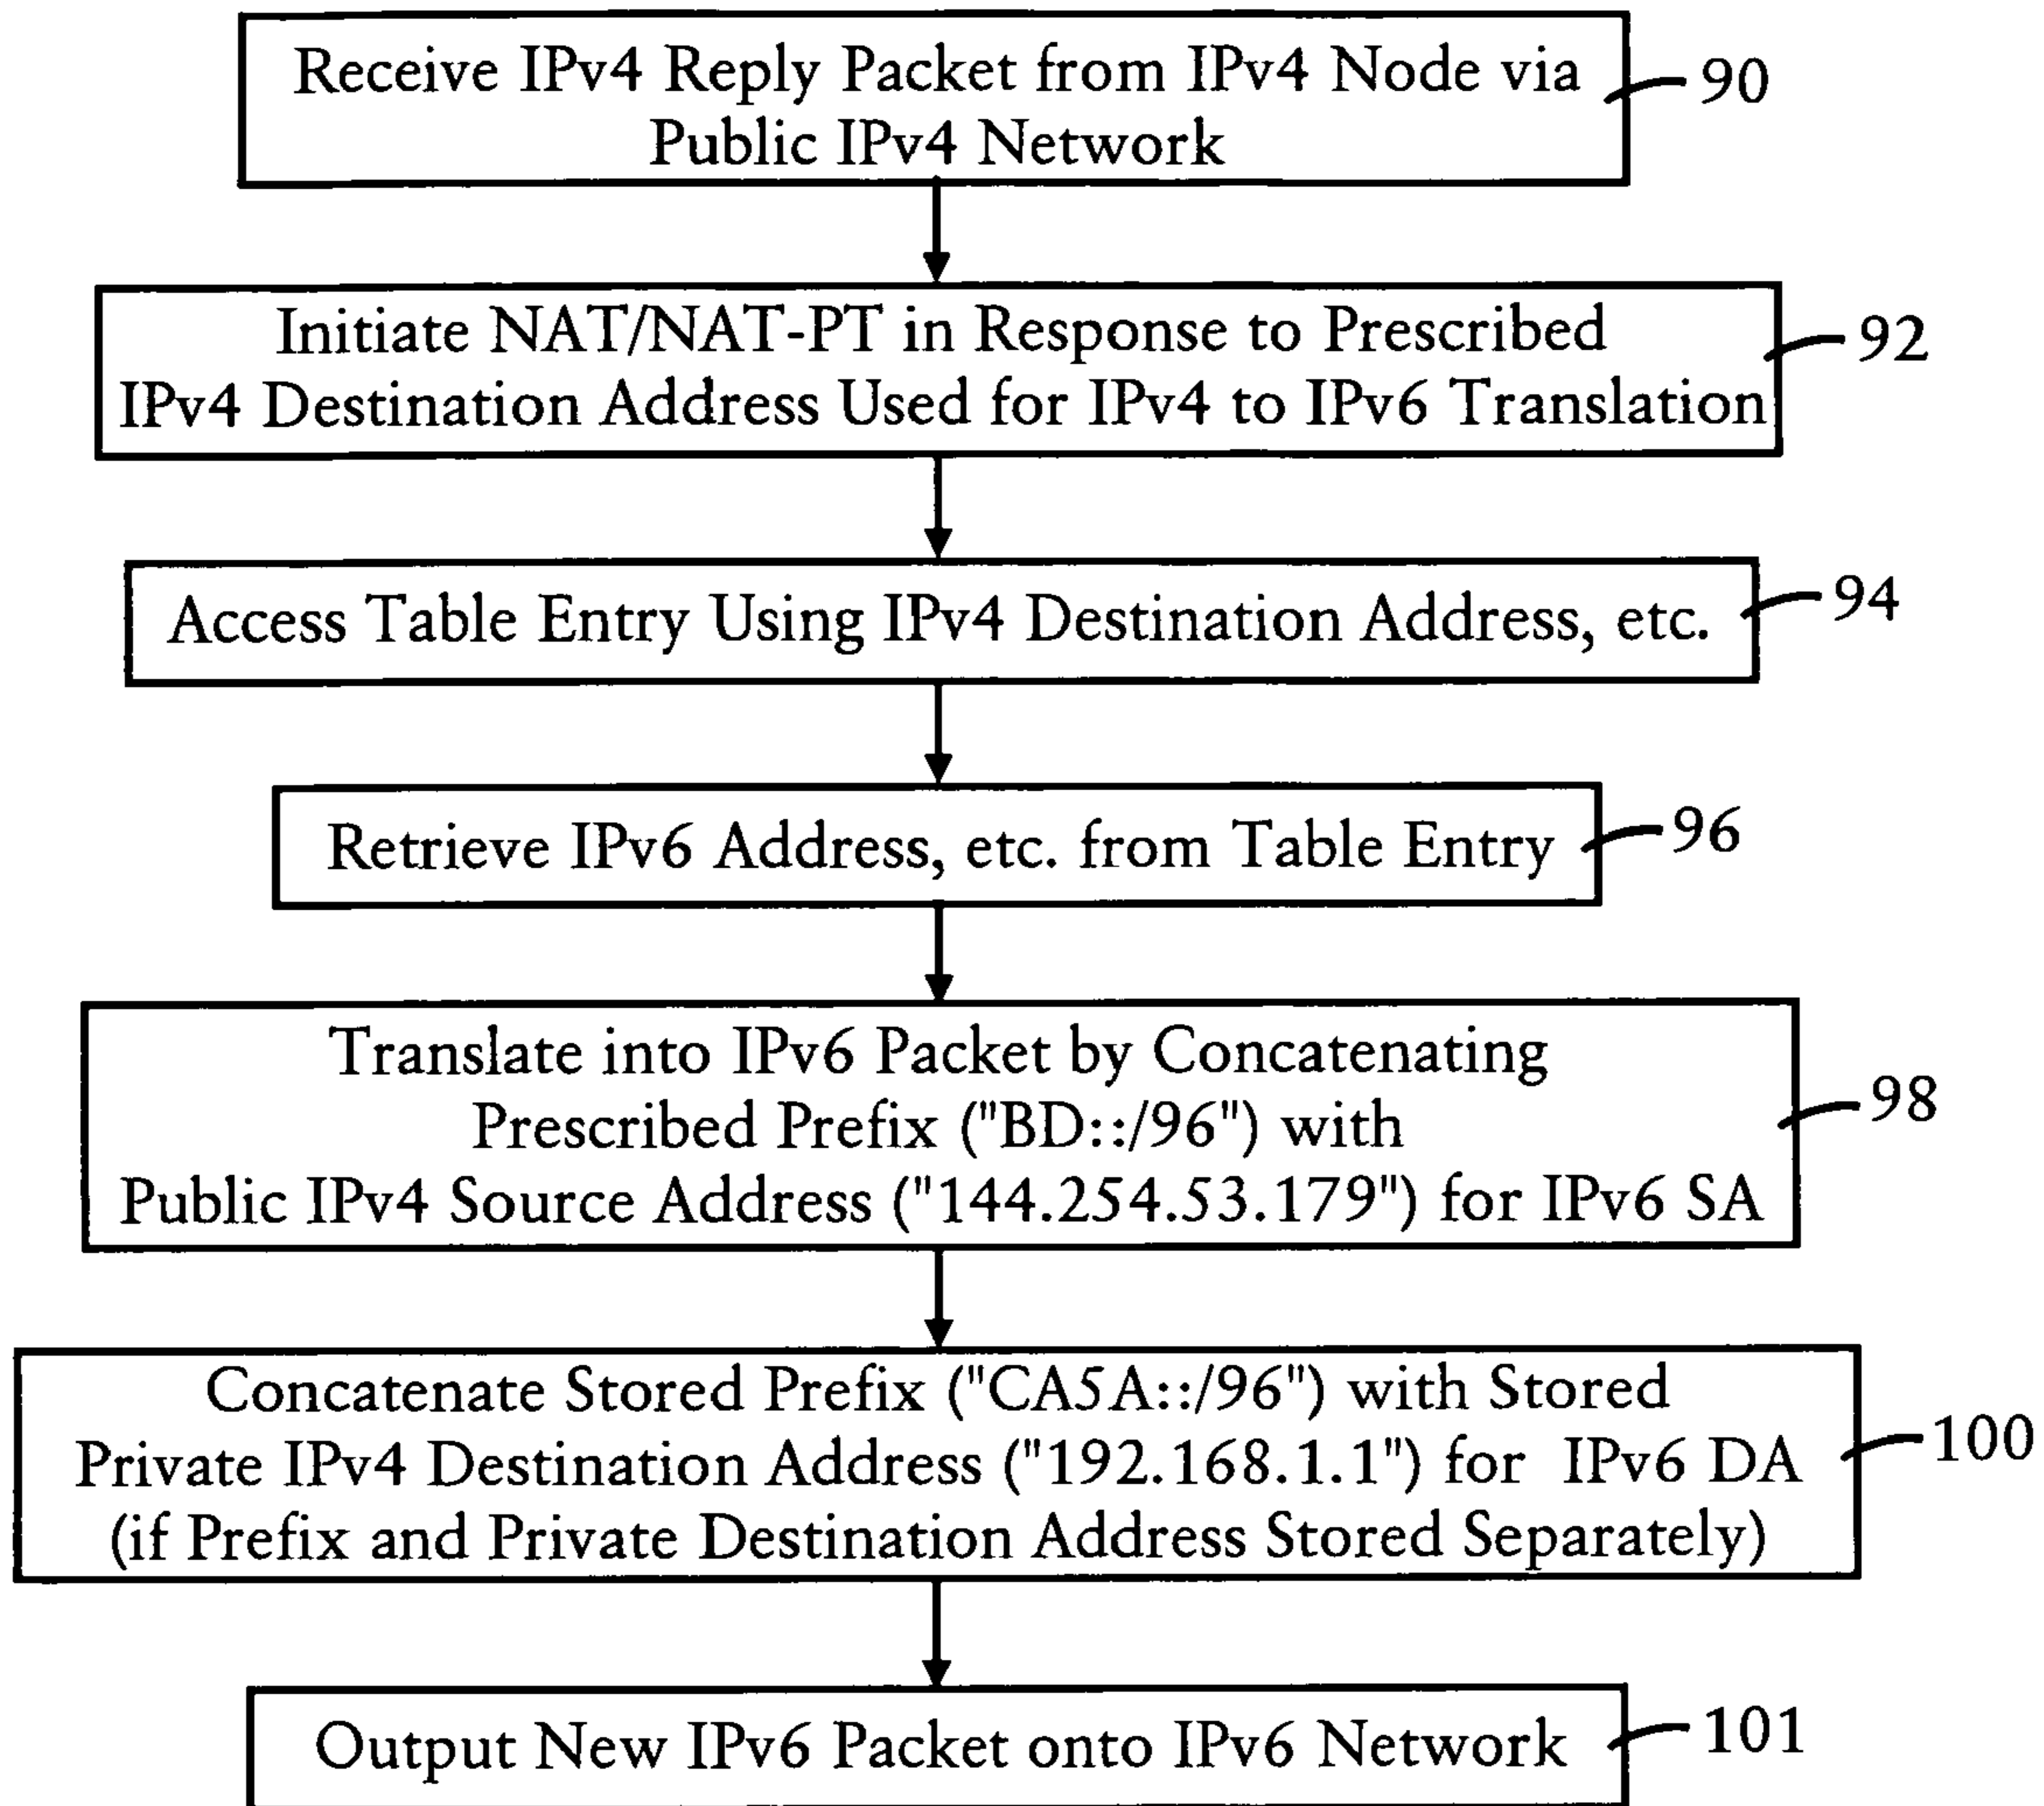 Receive IPv4 Reply Packet from IPv4 Node via
Public IPv4 Network
90
Initiate NAT/NAT-PT in Response to Prescribed
IPv4 Destination Address Used for IPv4 to IPv6 Translation
92
Access Table Entry Using IPv4 Destination Address, etc.
94
Retrieve IPv6 Address, etc. from Table Entry
96
Translate into IPv6 Packet by Concatenating
Prescribed Prefix ("BD::/96") with
Public IPv4 Source Address ("144.254.53.179") for IPv6 SA
98
Concatenate Stored Prefix ("CA5A::/96") with Stored
Private IPv4 Destination Address ("192.168.1.1") for IPv6 DA
(if Prefix and Private Destination Address Stored Separately)
100
Output New IPv6 Packet onto IPv6 Network
101